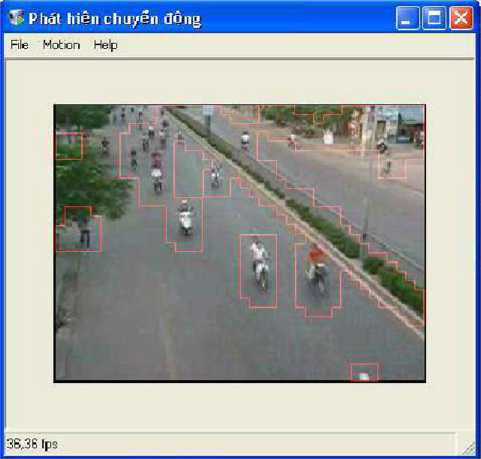 Phát hiện chuyển động
File Motion Help
36,36 fps